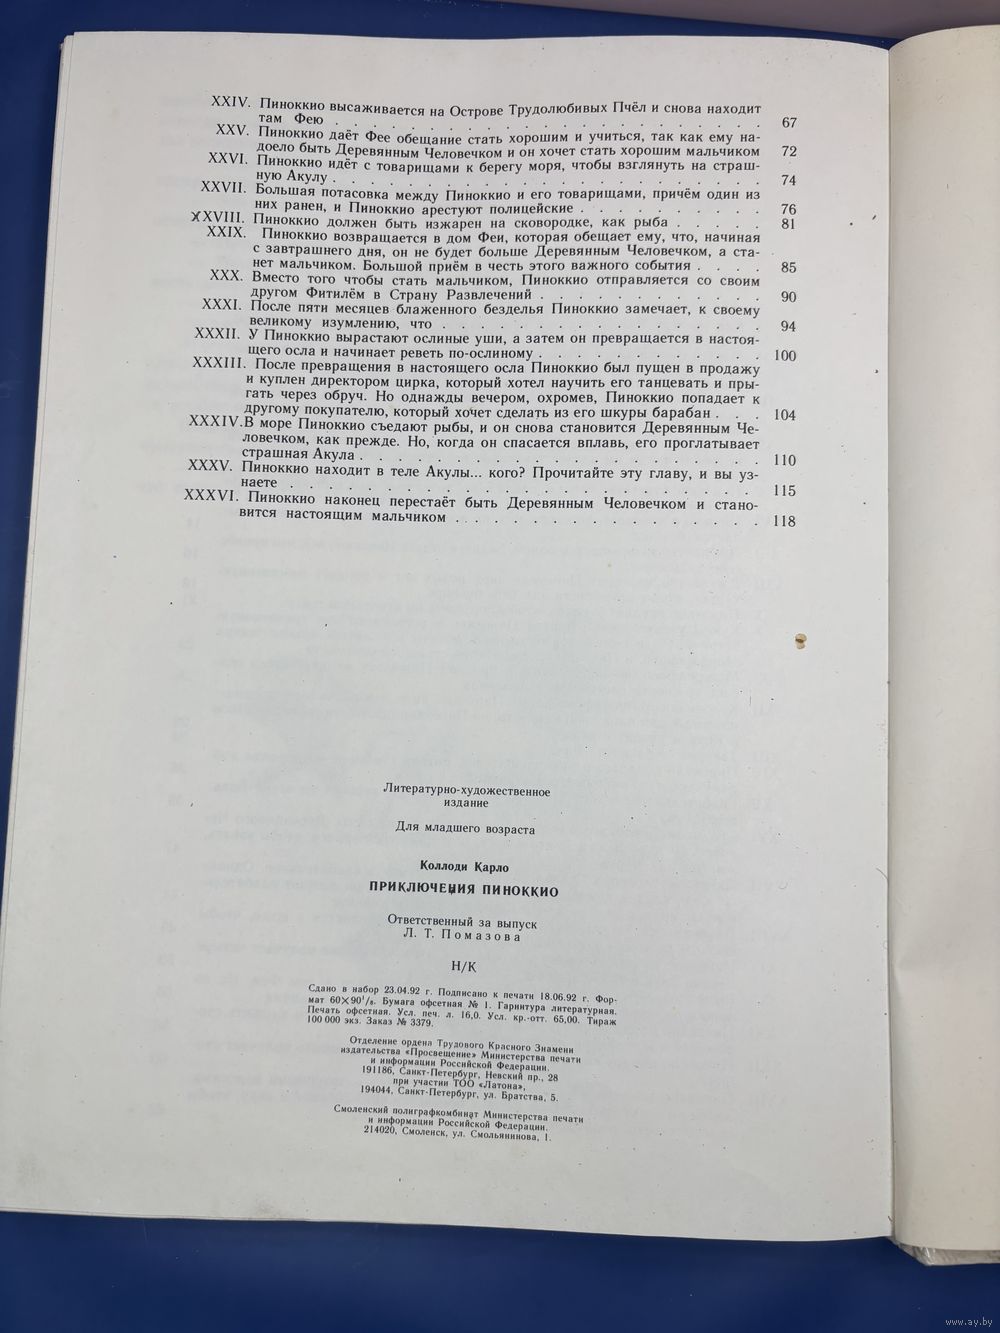 XXIV. Пиноккио высаживается на Острове Трудолюбивых Пчёл и снова находит
там Фею . . . . . . . . . . . . . . . . 67
XXV. Пиноккио даёт Фее обещание стать хорошим и учиться, так как ему на-
доело быть Деревянным Человечком и он хочет стать хорошим мальчиком 72
XXVI. Пиноккио идёт с товарищами к берегу моря, чтобы взглянуть на страш-
ную Акулу . . . . . . . . . . . . . . . . 74
XXVII. Большая потасовка между Пиноккио и его товарищами, причём один из
них ранен, и Пиноккио арестуют полицейские . . . . . . . . . . 76
XXVIII. Пиноккио должен быть изжарен на сковородке, как рыба . . . . . 81
XXIX. Пиноккио возвращается в дом Феи, которая обещает ему, что, начиная
с завтрашнего дня, он не будет больше Деревянным Человечком, а ста-
нет мальчиком. Большой приём в честь этого важного события . . . . 85
XXX. Вместо того чтобы стать мальчиком, Пиноккио отправляется со своим
другом Фитилём в Страну Развлечений . . . . . . . . . . . . 90
XXXI. После пяти месяцев блаженного безделья Пиноккио замечает, к своему
великому изумлению, что . . . . . . . . . . . . . . . . 94
XXXII. У Пиноккио вырастают ослиные уши, а затем он превращается в настоя-
щего осла и начинает реветь по-ослиному . . . . . . . . . . . . 100
XXXIII. После превращения в настоящего осла Пиноккио был пущен в продажу
и куплен директором цирка, который хотел научить его танцевать и пры-
гать через обруч. Но однажды вечером, охромев, Пиноккио попадает к
другому покупателю, который хочет сделать из его шкуры барабан . . . 104
XXXIV.В море Пиноккио съедают рыбы, и он снова становится Деревянным Че-
ловечком, как прежде. Но, когда он спасается вплавь, его проглатывает
страшная Акула . . . . . . . . . . . . . . . . 110
XXXV. Пиноккио находит в теле Акулы... кого? Прочитайте эту главу, и вы уз-
наете . . . . . . . . . . . . . . . . 115
XXXVI. Пиноккио наконец перестаёт быть Деревянным Человечком и стано-
вится настоящим мальчиком . . . . . . . . . . . . . . . . 118
Литературно-художественное
издание
Для младшего возраста
Коллоди Карло
ПРИКЛЮЧЕНИЯ ПИНОККИО
Ответственный за выпуск
Л. Т. Помазова
Н/К
Сдано в набор 23.04.92 г. Подписано к печати 18.06.92 г. Фор-
мат 60×90¹/₈. Бумага офсетная № 1. Гарнитура литературная.
Печать офсетная. Усл. печ. л. 16,0. Усл. кр.-отт. 65,00. Тираж
100 000 экз. Заказ № 3379.
Отделение ордена Трудового Красного Знамени
издательства «Просвещение» Министерства печати
и информации Российской Федерации.
191186, Санкт-Петербург, Невский пр., 28
при участии ТОО «Латона»,
194044, Санкт-Петербург, ул. Братства, 5.
Смоленский полиграфкомбинат Министерства печати
и информации Российской Федерации.
214020, Смоленск, ул. Смольянинова, 1.
www.ay.by